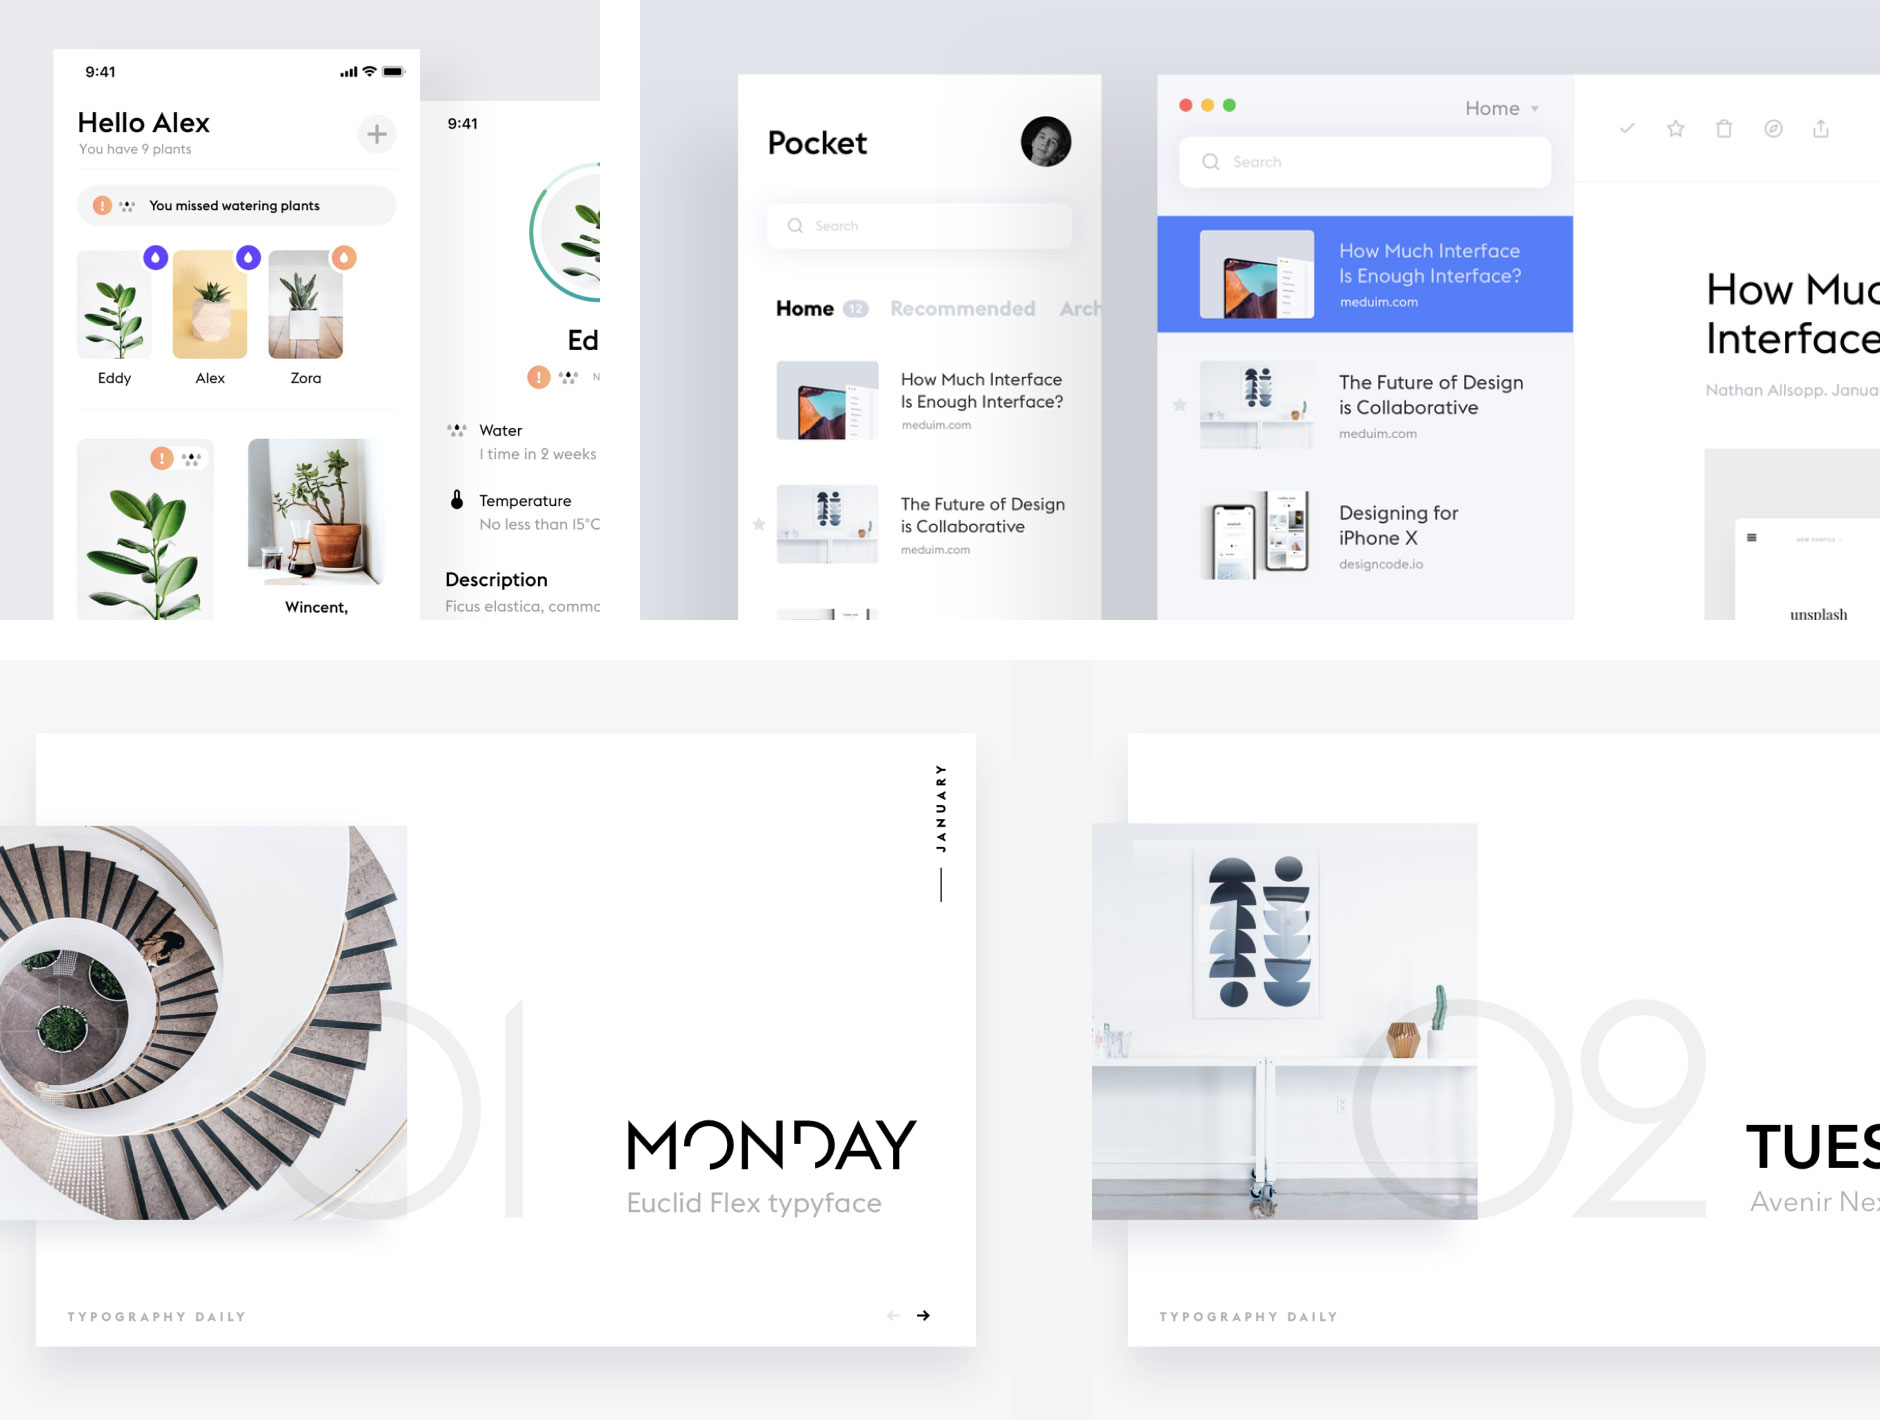 9:41
Hello Alex
You have 9 plants
You missed watering plants
Eddy
Alex
Zora
Wincent,
9:41
Ed
N
Water
1 time in 2 weeks
Temperature
No less than 15°C
Description
Ficus elastica, commo
Pocket
Search
Home 12 Recommended Arch
How Much Interface
Is Enough Interface?
meduim.com
The Future of Design
is Collaborative
meduim.com
Home
Search
How Much Interface
Is Enough Interface?
meduim.com
The Future of Design
is Collaborative
meduim.com
Designing for
iPhone X
designcode.io
How Muc
Interface
Nathan Allsopp. Janua
NEW PHOTOS
unsplash
JANUARY
01
MONDAY
Euclid Flex typyface
TYPOGRAPHY DAILY
02
TUES
Avenir Nex
TYPOGRAPHY DAILY